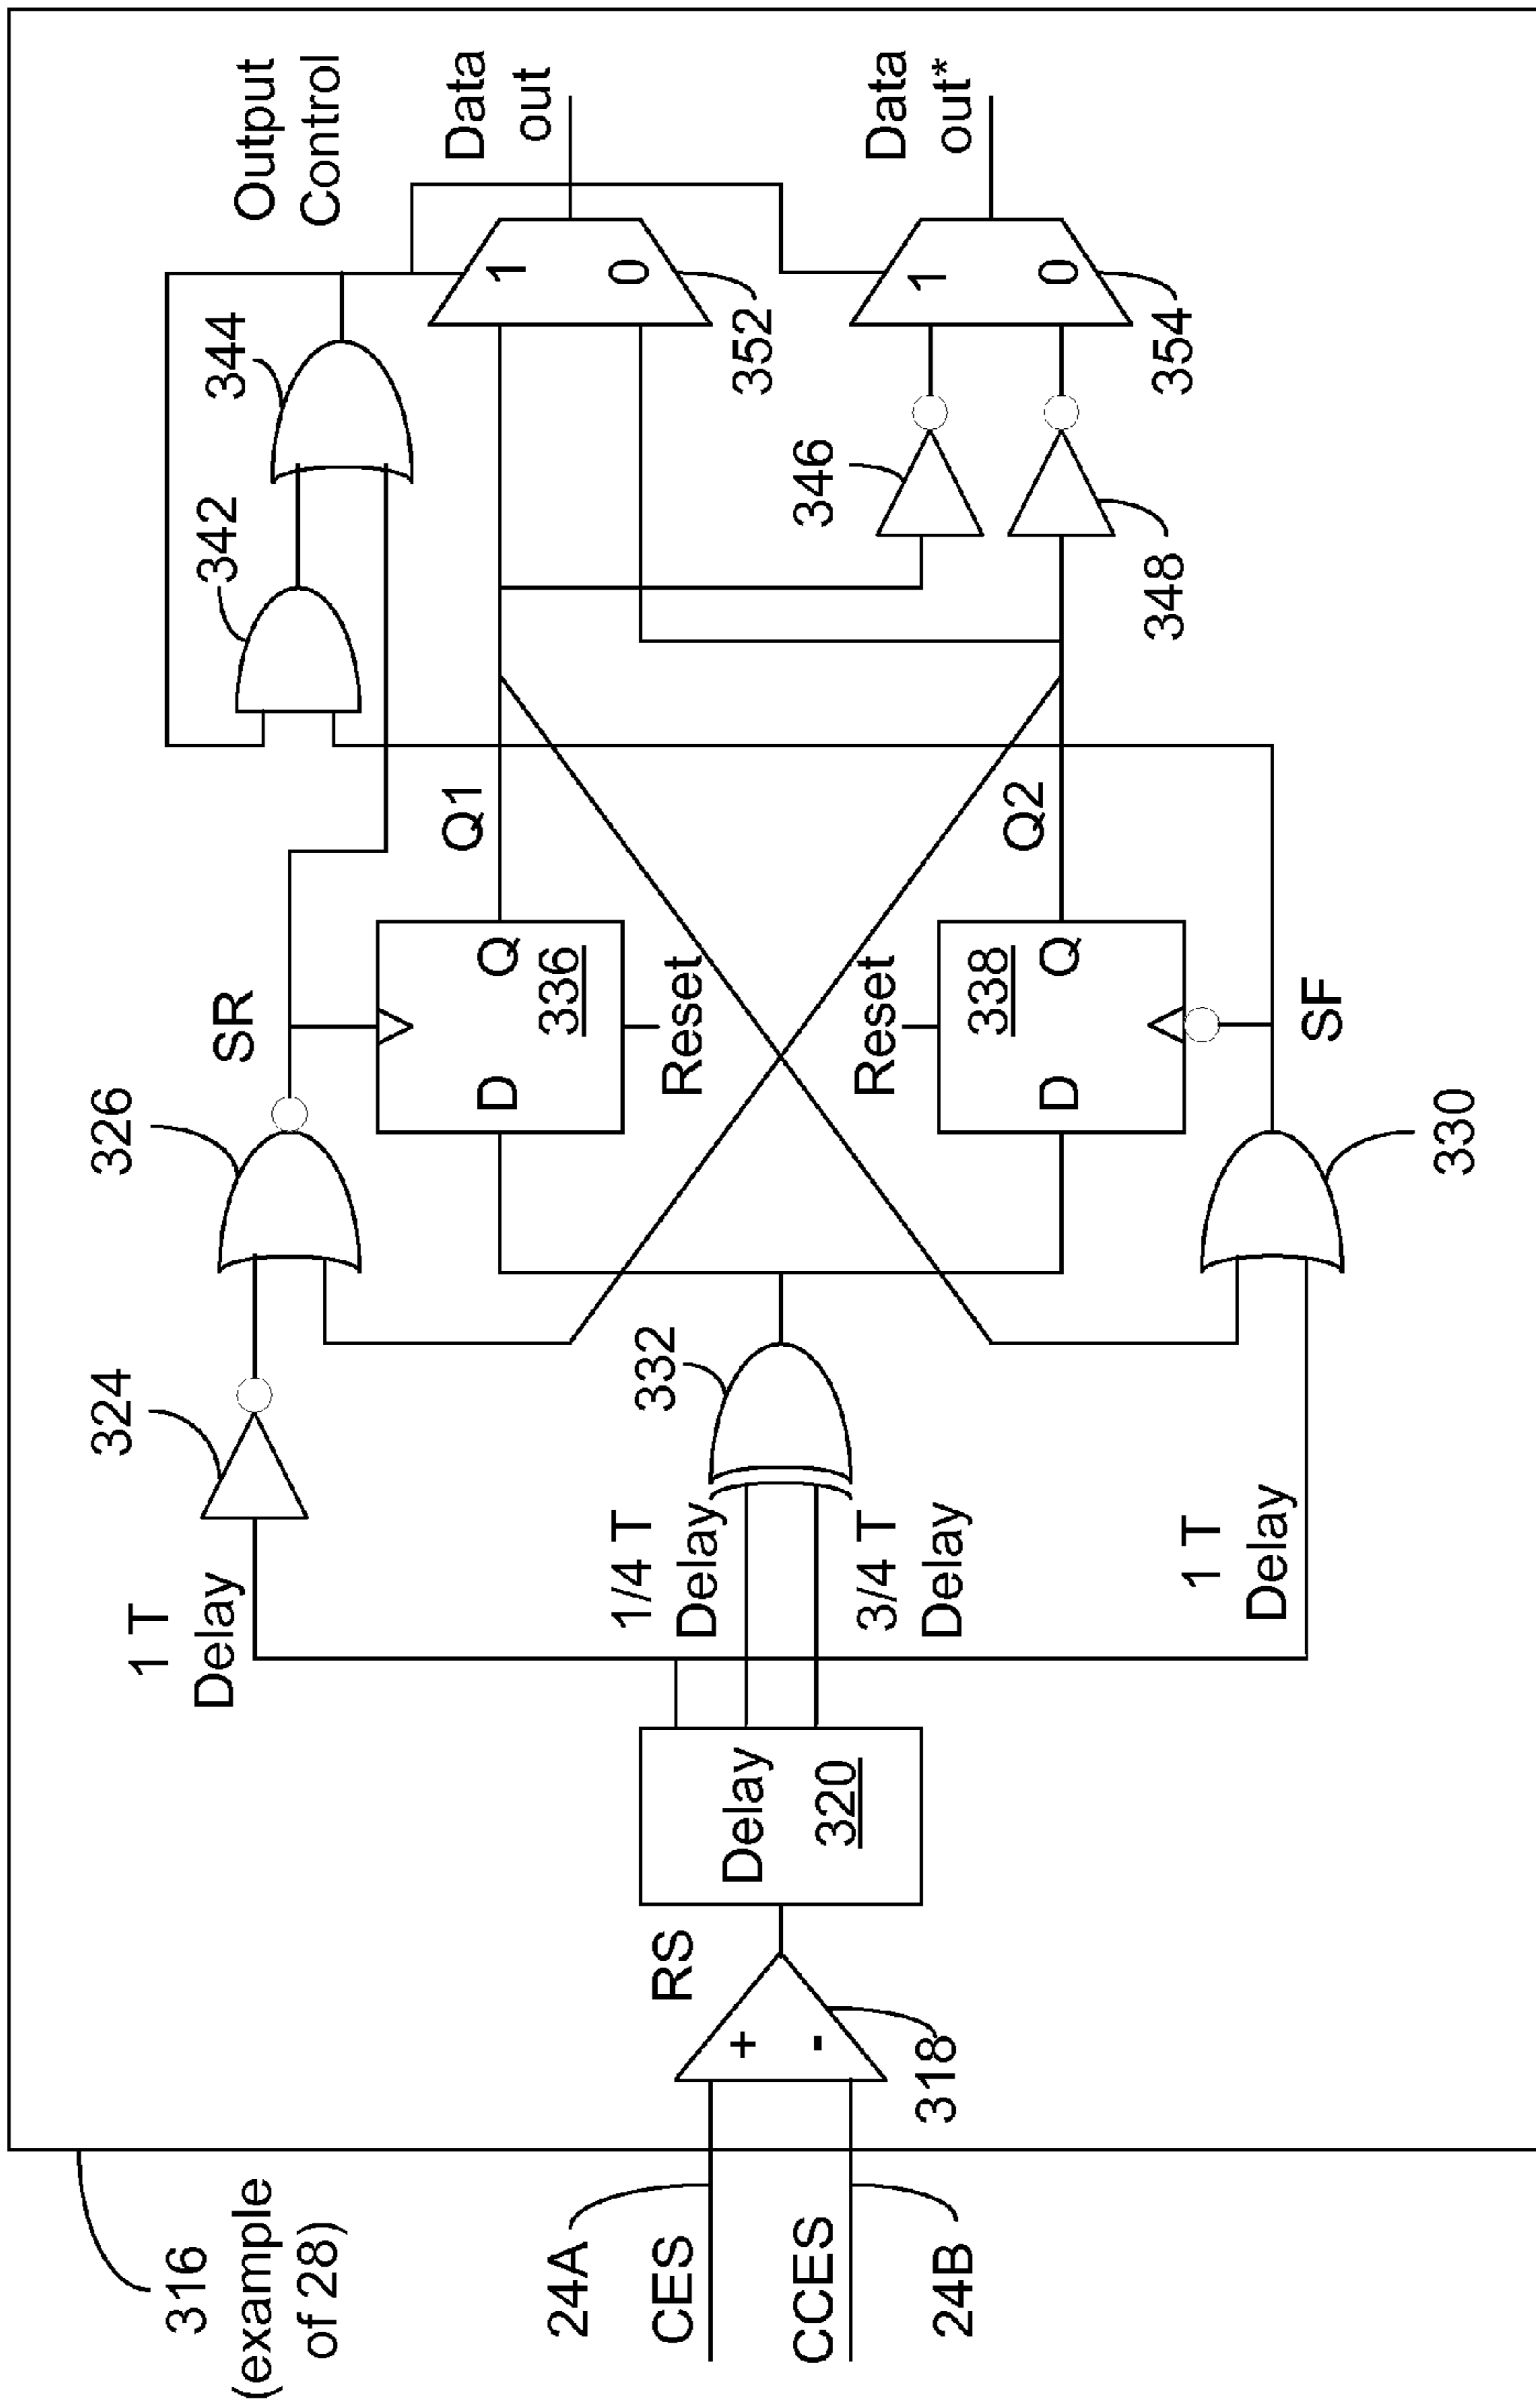 316
(example
of 28)
24A
CES
CCES
24B
RS
+
-
318
Delay
320
1 T
Delay
324
326
1/4 T
Delay
3/4 T
Delay
332
1 T
Delay
330
SR
D
Q
336
Reset
Reset
338
D
Q
SF
Q1
Q2
342
344
346
348
Output
Control
1
0
352
1
0
354
Data
out
Data
out*